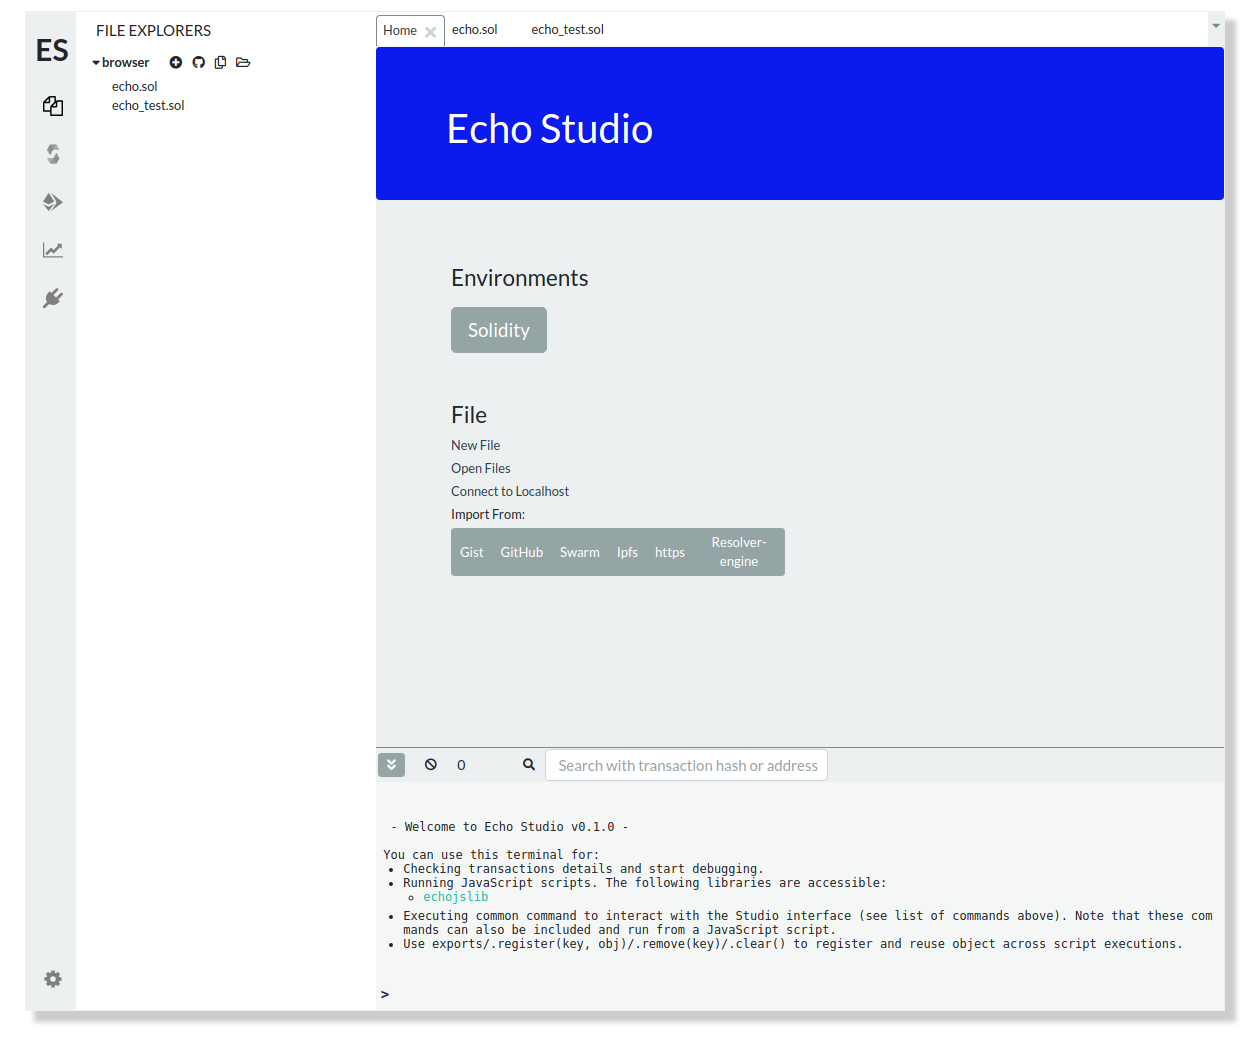 ES
FILE EXPLORERS
browser
echo.sol
echo_test.sol
Home
echo.sol
echo_test.sol
Echo Studio
Environments
Solidity
File
New File
Open Files
Connect to Localhost
Import From:
Gist GitHub Swarm Ipfs https Resolver-
engine
0
Search with transaction hash or address
- Welcome to Echo Studio v0.1.0 -
You can use this terminal for:
• Checking transactions details and start debugging.
• Running JavaScript scripts. The following libraries are accessible:
◦ echojslib
• Executing common command to interact with the Studio interface (see list of commands above). Note that these com
mands can also be included and run from a JavaScript script.
• Use exports/.register(key, obj)/.remove(key)/.clear() to register and reuse object across script executions.
>